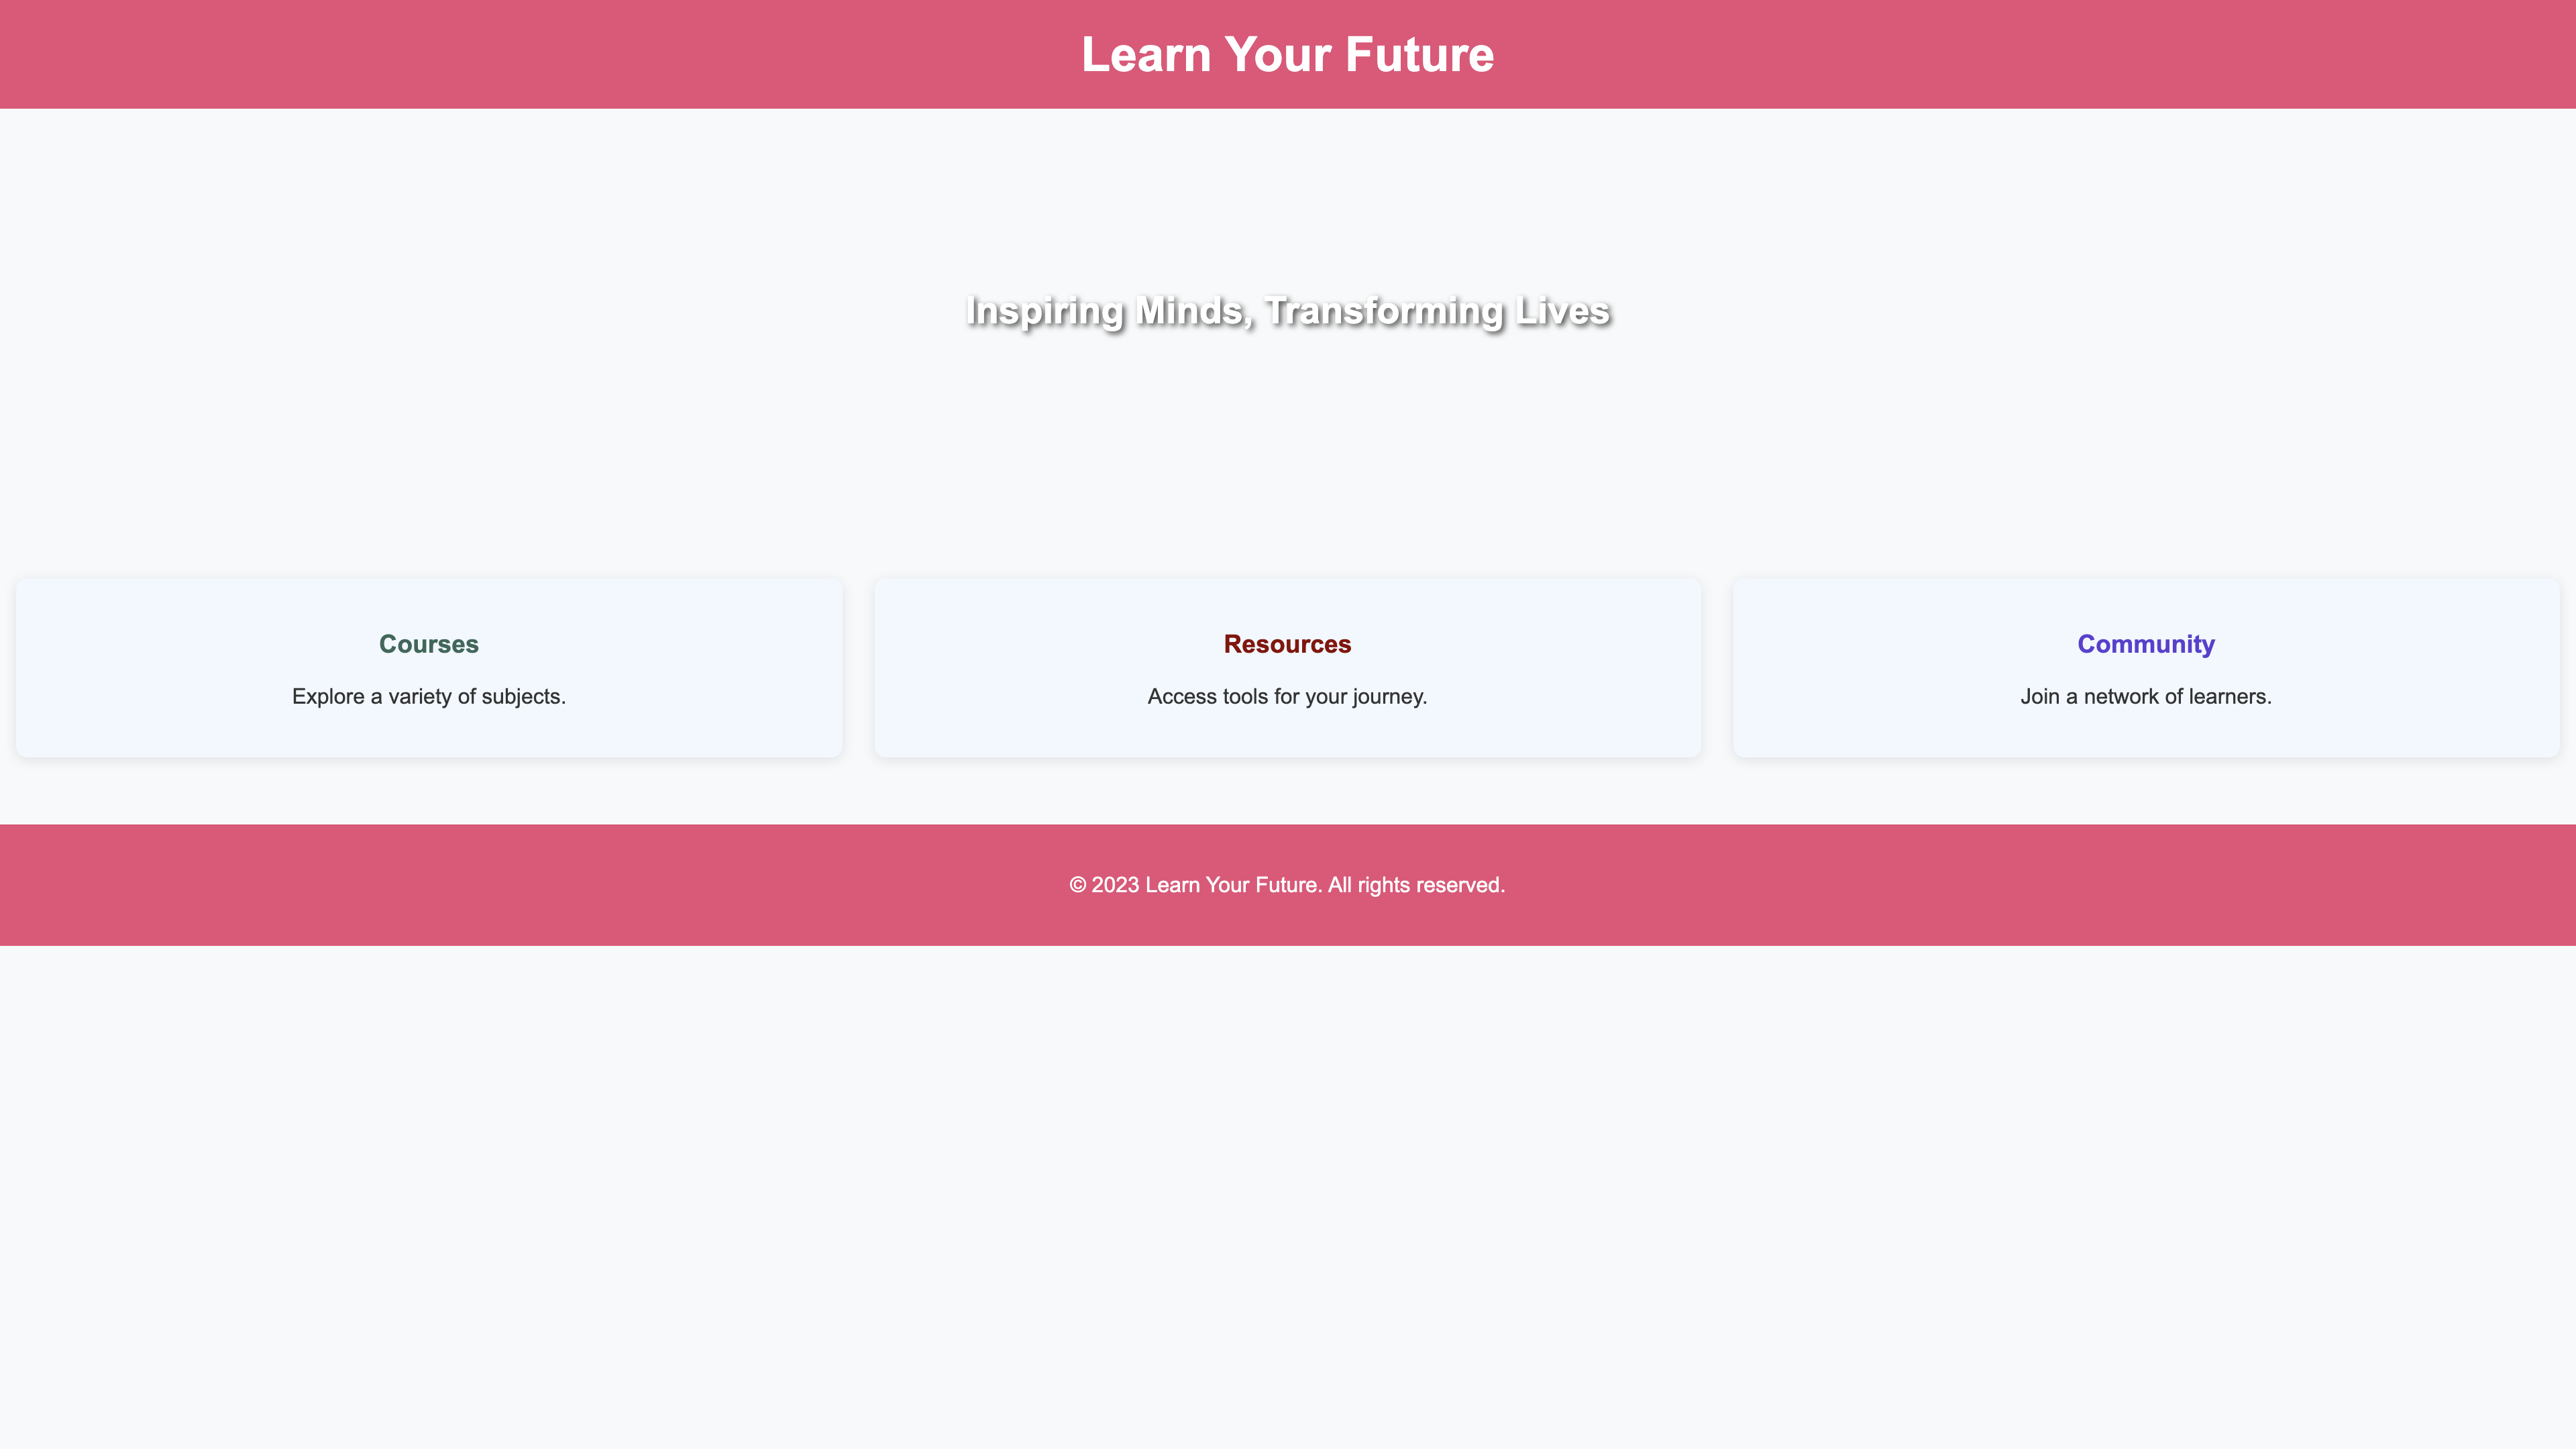 Learn Your Future
Inspiring Minds, Transforming Lives
Courses
Explore a variety of subjects.
Resources
Access tools for your journey.
Community
Join a network of learners.
© 2023 Learn Your Future. All rights reserved.